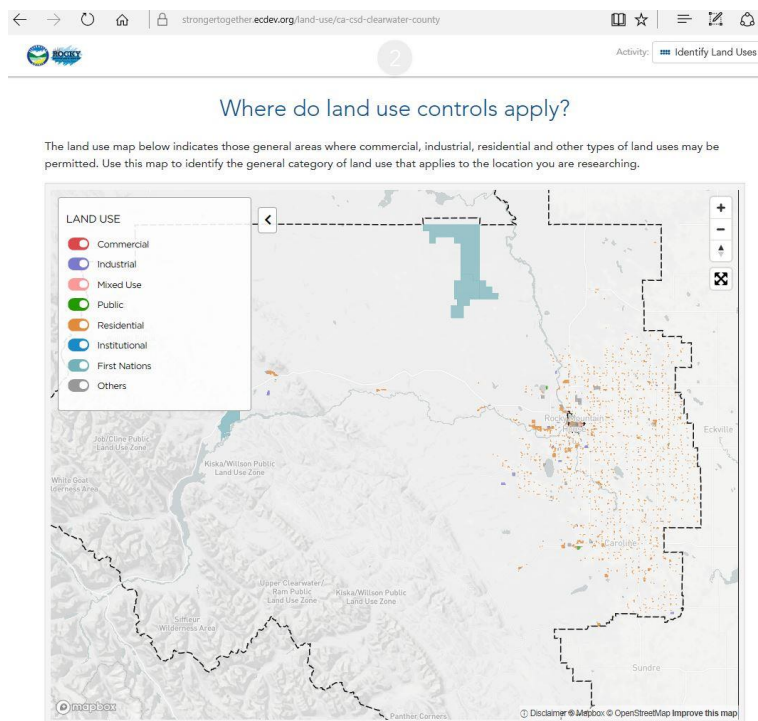 strongertogether.ecdev.org/land-use/ca-csd-clearwater-county
ROCKY
2
Activity: Identify Land Uses
Where do land use controls apply?
The land use map below indicates those general areas where commercial, industrial, residential and other types of land uses may be
permitted. Use this map to identify the general category of land use that applies to the location you are researching.
LAND USE
Commercial
Industrial
Mixed Use
Public
Residential
Institutional
First Nations
Others
Rocky Mountain
House
Eckville
Job/Cline Public
Land Use Zone
Kiska/Willson Public
Land Use Zone
White Goat
Wilderness Area
Caroline
Upper Clearwater/
Ram Public
Land Use Zone
Kiska/Willson Public
Land Use Zone
Siffleur
Wilderness Area
Sundre
Panther Corners
mapbox
Disclaimer © Mapbox © OpenStreetMap Improve this map